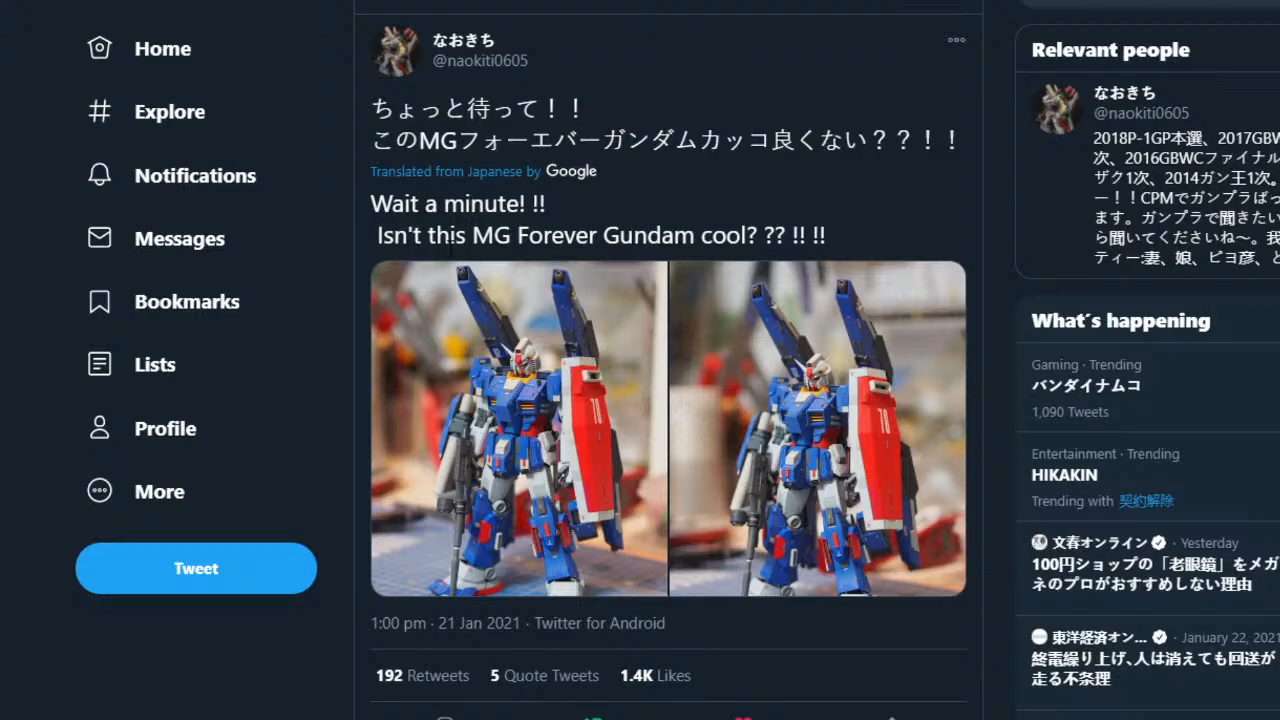 Home
Explore
Notifications
Messages
Bookmarks
Lists
Profile
More
Tweet
なおきち
@naokiti0605
ちょっと待って！！
このMGフォーエバーガンダムカッコ良くない？？！！
Translated from Japanese by Google
Wait a minute! !!
Isn't this MG Forever Gundam cool? ?? !! !!
1:00 pm · 21 Jan 2021 · Twitter for Android
192 Retweets 5 Quote Tweets 1.4K Likes
Relevant people
なおきち
@naokiti0605
2018P-1GP本選、2017GBW
次、2016GBWCファイナル
ザク1次、2014ガン王1次。
ー！！CPMでガンプラばっ
ます。ガンプラで聞きたい
ら聞いてくださいね〜。我
ティー:妻、娘、ピヨ彦、と
What's happening
Gaming · Trending
バンダイナムコ
1,090 Tweets
Entertainment · Trending
HIKAKIN
Trending with 契約解除
文春オンライン · Yesterday
100円ショップの「老眼鏡」をメガ
ネのプロがおすすめしない理由
東洋経済オン... · January 22, 2021
終電繰り上げ､人は消えても回送が
走る不条理